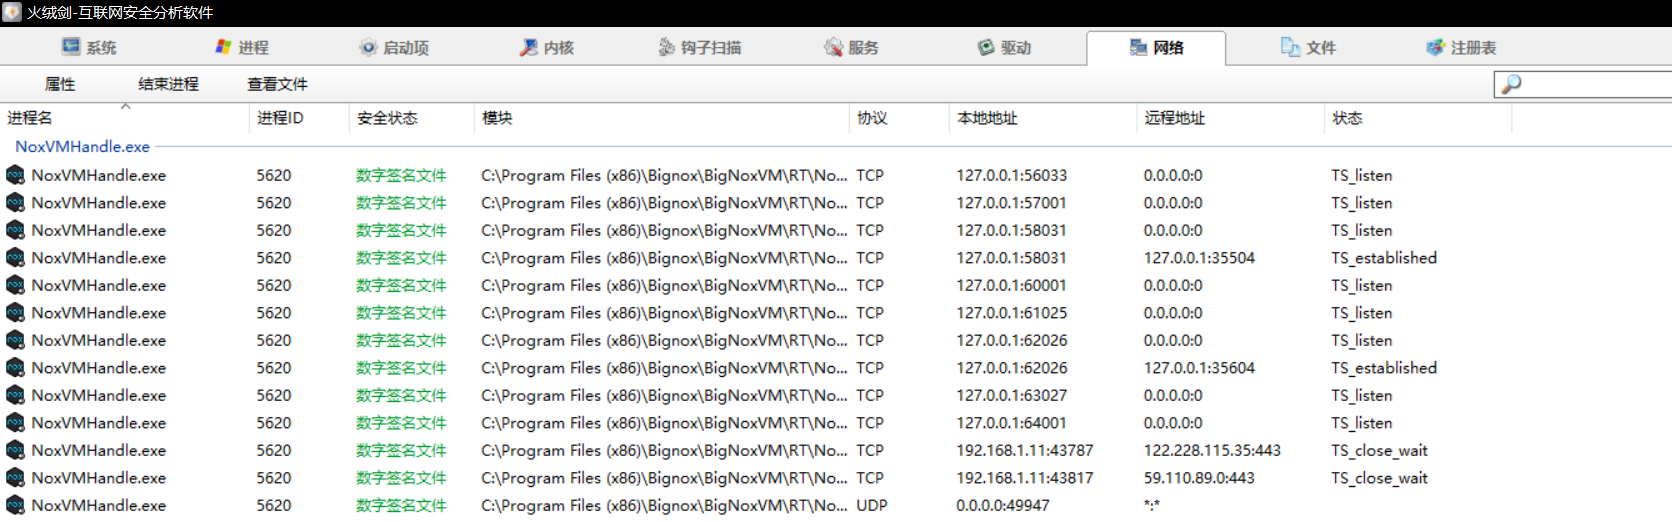 火绒剑-互联网安全分析软件
系统 进程 启动项 内核 钩子扫描 服务 驱动 网络 文件 注册表
属性 结束进程 查看文件
进程名 进程ID 安全状态 模块 协议 本地地址 远程地址 状态
NoxVMHandle.exe
NoxVMHandle.exe 5620 数字签名文件 C:\Program Files (x86)\Bignox\BigNoxVM\RT\No... TCP 127.0.0.1:56033 0.0.0.0:0 TS_listen
NoxVMHandle.exe 5620 数字签名文件 C:\Program Files (x86)\Bignox\BigNoxVM\RT\No... TCP 127.0.0.1:57001 0.0.0.0:0 TS_listen
NoxVMHandle.exe 5620 数字签名文件 C:\Program Files (x86)\Bignox\BigNoxVM\RT\No... TCP 127.0.0.1:58031 0.0.0.0:0 TS_listen
NoxVMHandle.exe 5620 数字签名文件 C:\Program Files (x86)\Bignox\BigNoxVM\RT\No... TCP 127.0.0.1:58031 127.0.0.1:35504 TS_established
NoxVMHandle.exe 5620 数字签名文件 C:\Program Files (x86)\Bignox\BigNoxVM\RT\No... TCP 127.0.0.1:60001 0.0.0.0:0 TS_listen
NoxVMHandle.exe 5620 数字签名文件 C:\Program Files (x86)\Bignox\BigNoxVM\RT\No... TCP 127.0.0.1:61025 0.0.0.0:0 TS_listen
NoxVMHandle.exe 5620 数字签名文件 C:\Program Files (x86)\Bignox\BigNoxVM\RT\No... TCP 127.0.0.1:62026 0.0.0.0:0 TS_listen
NoxVMHandle.exe 5620 数字签名文件 C:\Program Files (x86)\Bignox\BigNoxVM\RT\No... TCP 127.0.0.1:62026 127.0.0.1:35604 TS_established
NoxVMHandle.exe 5620 数字签名文件 C:\Program Files (x86)\Bignox\BigNoxVM\RT\No... TCP 127.0.0.1:63027 0.0.0.0:0 TS_listen
NoxVMHandle.exe 5620 数字签名文件 C:\Program Files (x86)\Bignox\BigNoxVM\RT\No... TCP 127.0.0.1:64001 0.0.0.0:0 TS_listen
NoxVMHandle.exe 5620 数字签名文件 C:\Program Files (x86)\Bignox\BigNoxVM\RT\No... TCP 192.168.1.11:43787 122.228.115.35:443 TS_close_wait
NoxVMHandle.exe 5620 数字签名文件 C:\Program Files (x86)\Bignox\BigNoxVM\RT\No... TCP 192.168.1.11:43817 59.110.89.0:443 TS_close_wait
NoxVMHandle.exe 5620 数字签名文件 C:\Program Files (x86)\Bignox\BigNoxVM\RT\No... UDP 0.0.0.0:49947 *:*